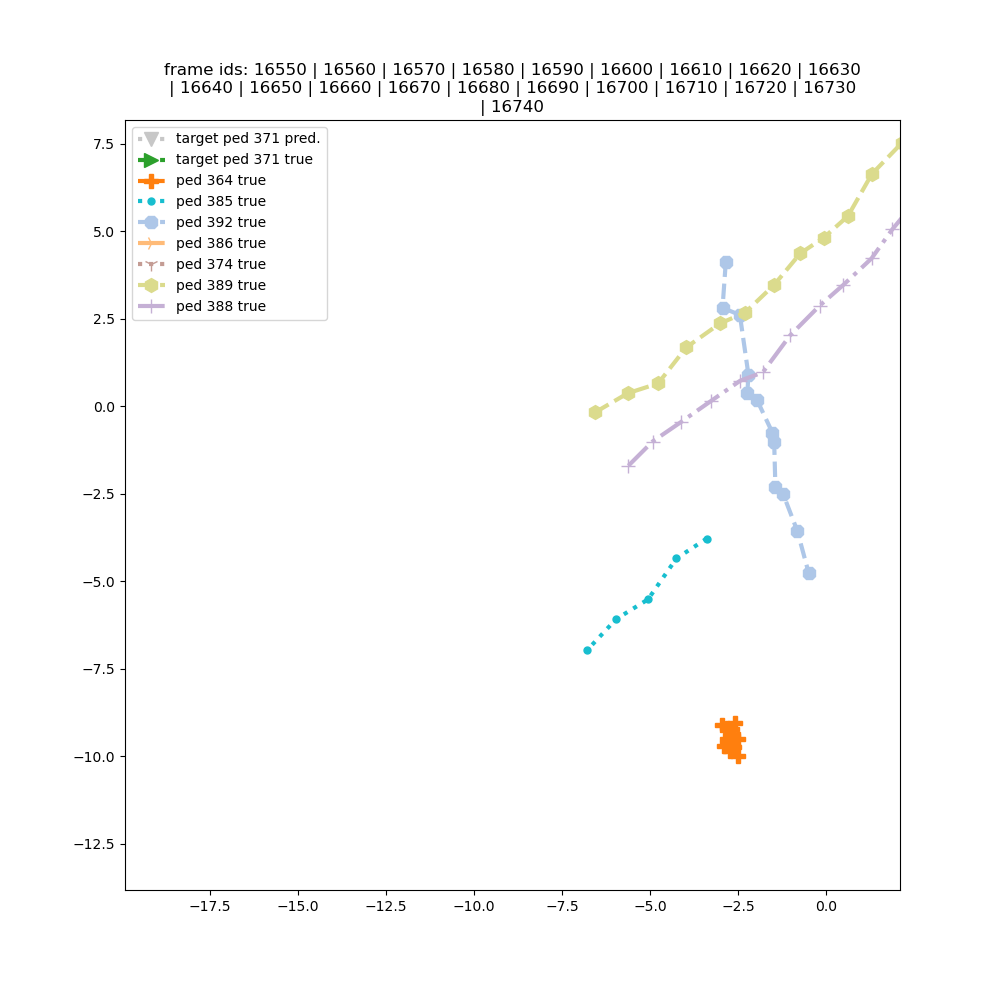 frame ids: 16550 | 16560 | 16570 | 16580 | 16590 | 16600 | 16610 | 16620 | 16630
| 16640 | 16650 | 16660 | 16670 | 16680 | 16690 | 16700 | 16710 | 16720 | 16730
| 16740
target ped 371 pred.
target ped 371 true
ped 364 true
ped 385 true
ped 392 true
ped 386 true
ped 374 true
ped 389 true
ped 388 true
7.5
5.0
2.5
0.0
−2.5
−5.0
−7.5
−10.0
−12.5
−17.5 −15.0 −12.5 −10.0 −7.5 −5.0 −2.5 0.0